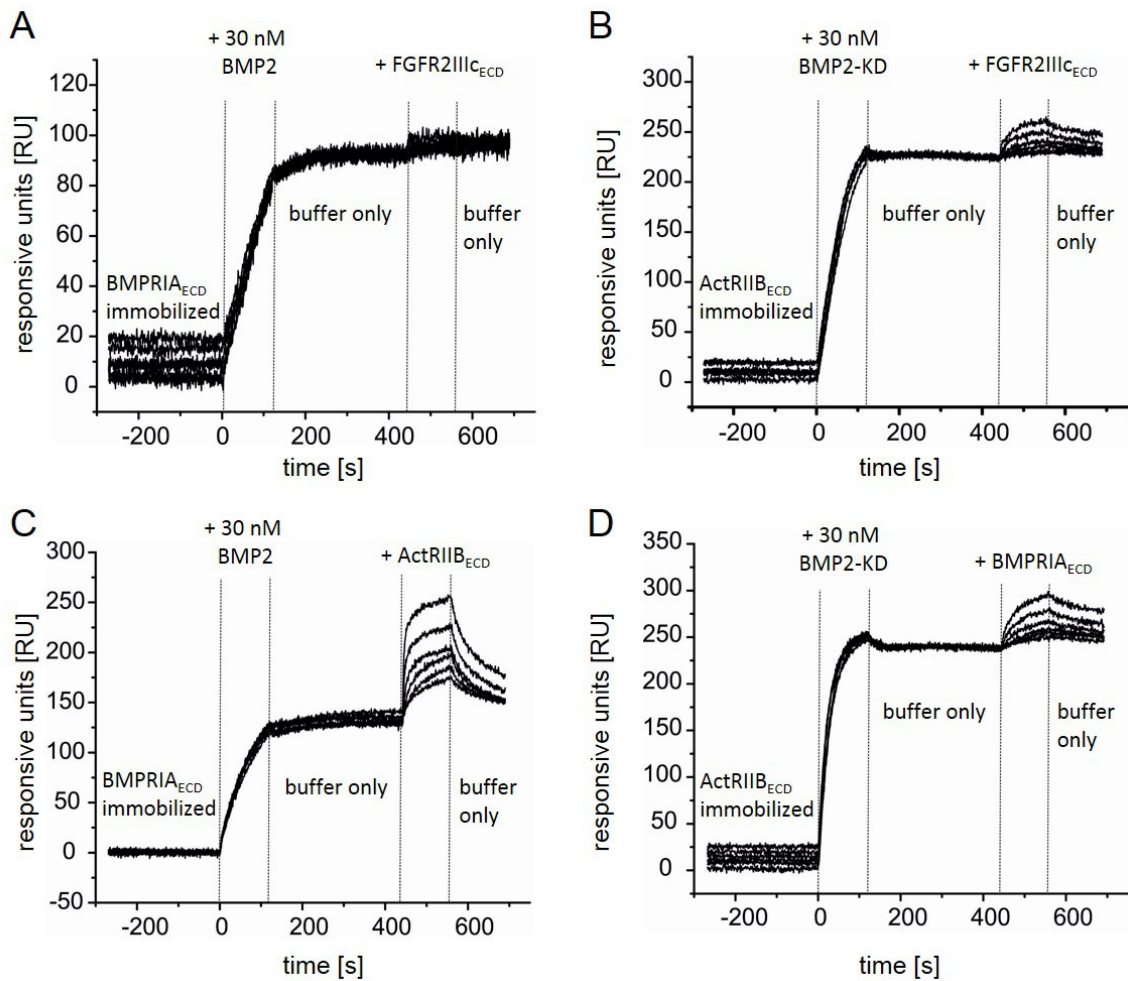 A
+ 30 nM
BMP2
+ FGFR2IIIcECD
responsive units [RU]
120
100
80
60
40
20
0
BMPRIAECD
immobilized
buffer only
buffer
only
-200
0
200
400
600
time [s]
B
+ 30 nM
BMP2-KD
+ FGFR2IIIcECD
responsive units [RU]
300
250
200
150
100
50
0
ActRIIBECD
immobilized
buffer only
buffer
only
-200
0
200
400
600
time [s]
C
+ 30 nM
BMP2
+ ActRIIBECD
responsive units [RU]
300
250
200
150
100
50
0
-50
BMPRIAECD
immobilized
buffer only
buffer
only
-200
0
200
400
600
time [s]
D
+ 30 nM
BMP2-KD
+ BMPRIAECD
responsive units [RU]
350
300
250
200
150
100
50
0
ActRIIBECD
immobilized
buffer only
buffer
only
-200
0
200
400
600
time [s]